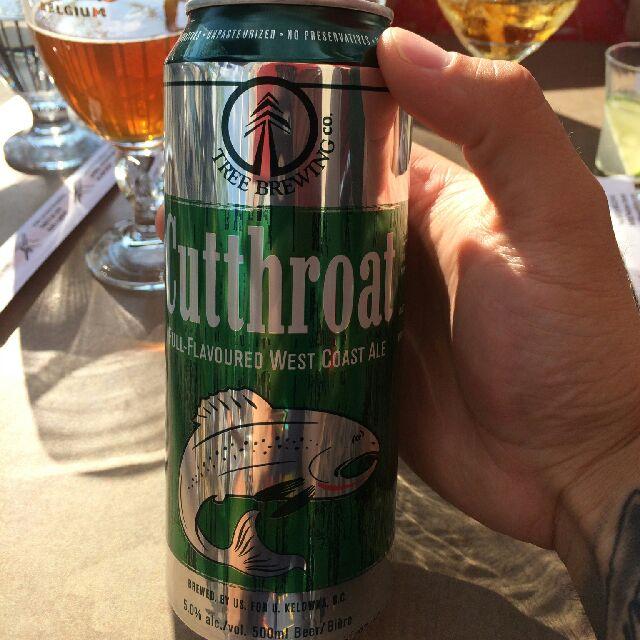 BELGIUM
UNPASTEURIZED • NO PRESERVATIVES
TREE BREWING CO.
Cutthroat
FULL-FLAVOURED WEST COAST ALE
BREWED, BY US. FOR U. KELOWNA, B.C.
5.0% alc./vol. 500ml Beer/Bière